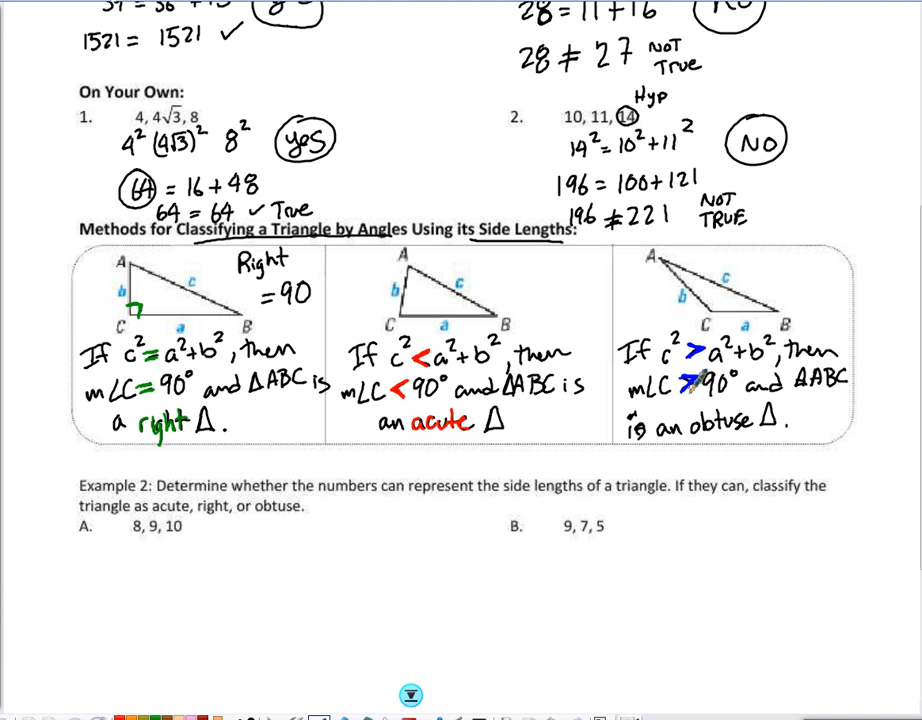 1521 = 1521 ✓
28 = 11 + 16
28 ≠ 27 NOT True
On Your Own:
1. 4, 4√3, 8
4² (4√3)² 8² yes
64 = 16 + 48
64 = 64 ✓ True
Hyp
2. 10, 11, 14
14² = 10² + 11² NO
196 = 100 + 121
196 ≠ 221 NOT TRUE
Methods for Classifying a Triangle by Angles Using its Side Lengths:
A b c C a B
Right = 90
If c² = a² + b², then
m∠C = 90° and ΔABC is
a right Δ.
A b c C a B
If c² < a² + b², then
m∠C < 90° and ΔABC is
an acute Δ
A b c C a B
If c² > a² + b², then
m∠C > 90° and ΔABC
is an obtuse Δ.
Example 2: Determine whether the numbers can represent the side lengths of a triangle. If they can, classify the
triangle as acute, right, or obtuse.
A. 8, 9, 10
B. 9, 7, 5